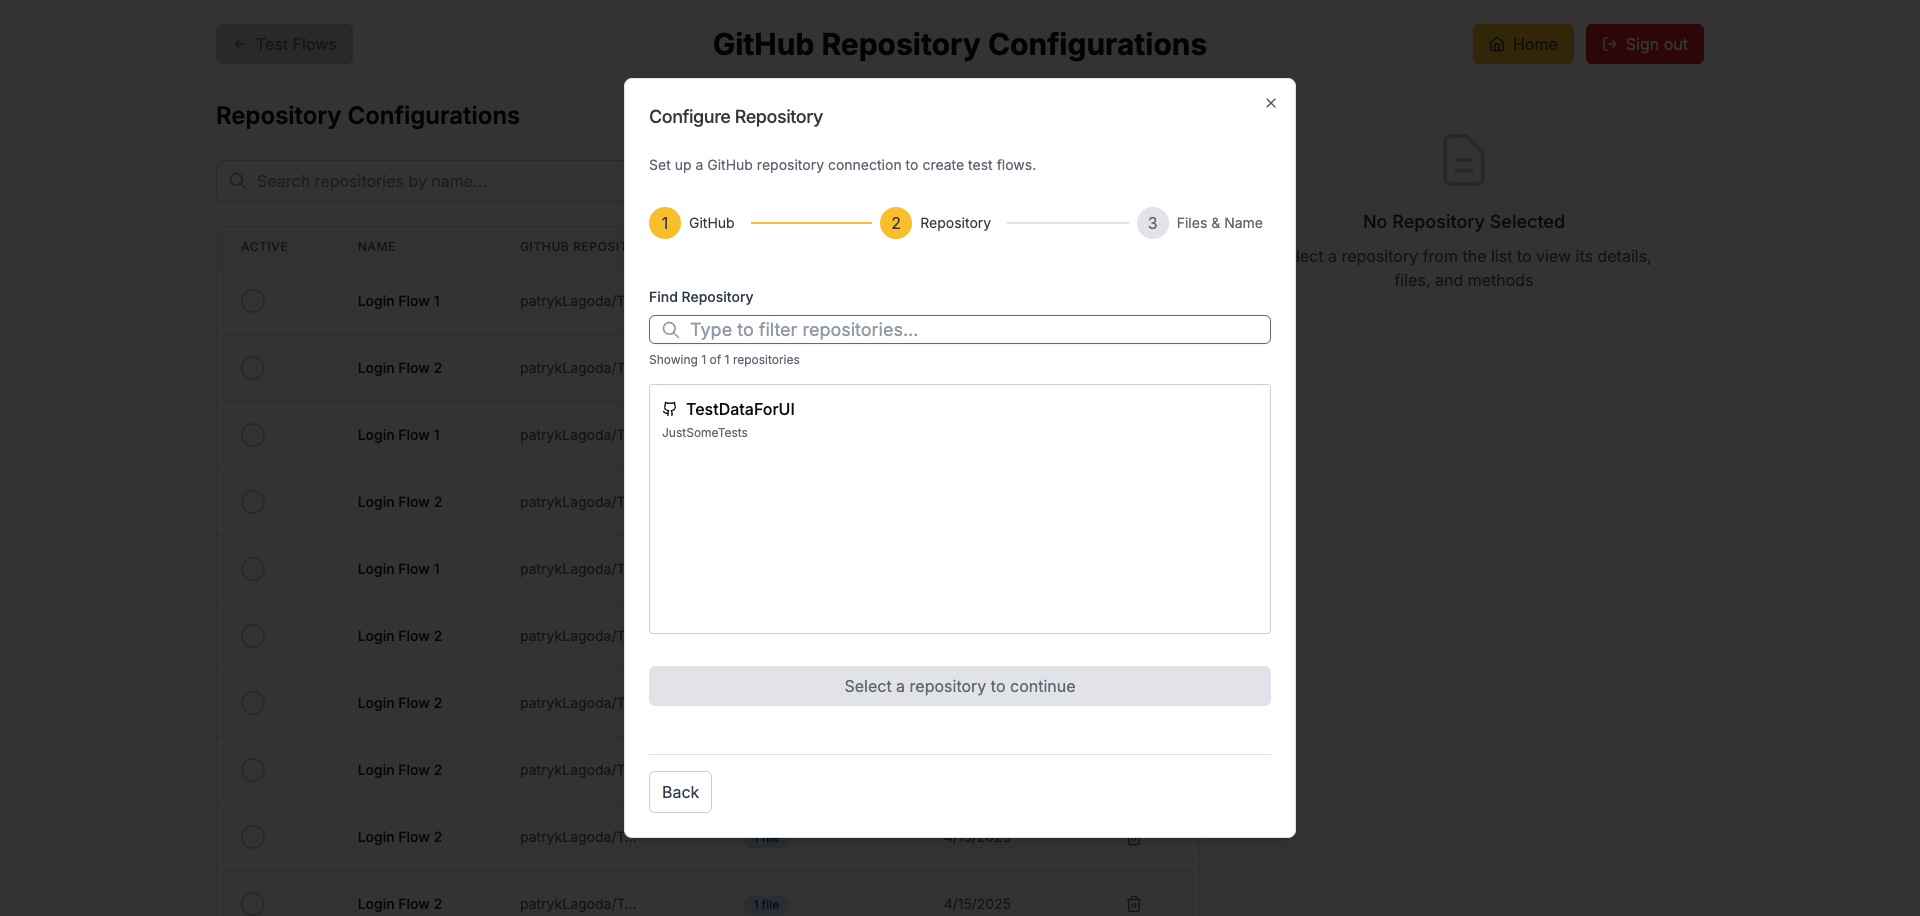 Test Flows
GitHub Repository Configurations
Home
Sign out
Repository Configurations
Search repositories by name...
ACTIVE NAME GITHUB REPOSIT
Login Flow 1 patrykLagoda/T
Login Flow 2 patrykLagoda/T
Login Flow 1 patrykLagoda/T
Login Flow 2 patrykLagoda/T
Login Flow 1 patrykLagoda/T
Login Flow 2 patrykLagoda/T
Login Flow 2 patrykLagoda/T
Login Flow 2 patrykLagoda/T
Login Flow 2 patrykLagoda/T... 1 file 4/15/2025
Login Flow 2 patrykLagoda/T... 1 file 4/15/2025
Configure Repository
Set up a GitHub repository connection to create test flows.
1 GitHub 2 Repository 3 Files & Name
Find Repository
Type to filter repositories...
Showing 1 of 1 repositories
TestDataForUI
JustSomeTests
Select a repository to continue
Back
No Repository Selected
lect a repository from the list to view its details,
files, and methods